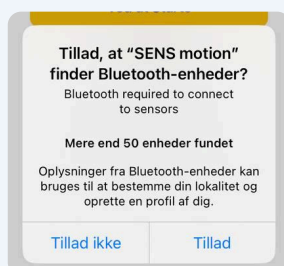 Tillad, at “SENS motion”
finder Bluetooth-enheder?
Bluetooth required to connect
to sensors
Mere end 50 enheder fundet
Oplysninger fra Bluetooth-enheder kan
bruges til at bestemme din lokalitet og
oprette en profil af dig.
Tillad ikke
Tillad